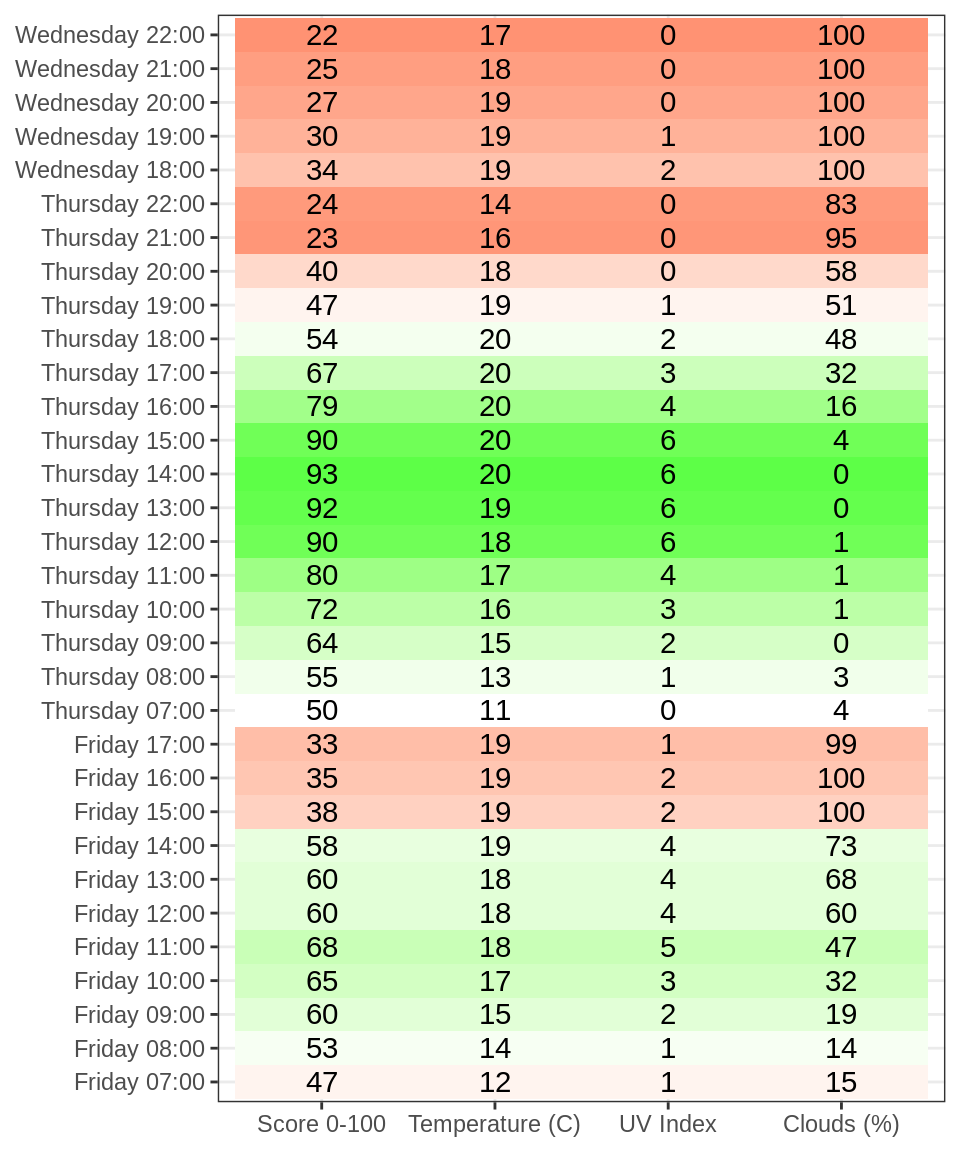 Wednesday 22:00 22 17 0 100
Wednesday 21:00 25 18 0 100
Wednesday 20:00 27 19 0 100
Wednesday 19:00 30 19 1 100
Wednesday 18:00 34 19 2 100
Thursday 22:00 24 14 0 83
Thursday 21:00 23 16 0 95
Thursday 20:00 40 18 0 58
Thursday 19:00 47 19 1 51
Thursday 18:00 54 20 2 48
Thursday 17:00 67 20 3 32
Thursday 16:00 79 20 4 16
Thursday 15:00 90 20 6 4
Thursday 14:00 93 20 6 0
Thursday 13:00 92 19 6 0
Thursday 12:00 90 18 6 1
Thursday 11:00 80 17 4 1
Thursday 10:00 72 16 3 1
Thursday 09:00 64 15 2 0
Thursday 08:00 55 13 1 3
Thursday 07:00 50 11 0 4
Friday 17:00 33 19 1 99
Friday 16:00 35 19 2 100
Friday 15:00 38 19 2 100
Friday 14:00 58 19 4 73
Friday 13:00 60 18 4 68
Friday 12:00 60 18 4 60
Friday 11:00 68 18 5 47
Friday 10:00 65 17 3 32
Friday 09:00 60 15 2 19
Friday 08:00 53 14 1 14
Friday 07:00 47 12 1 15
Score 0-100 Temperature (C) UV Index Clouds (%)